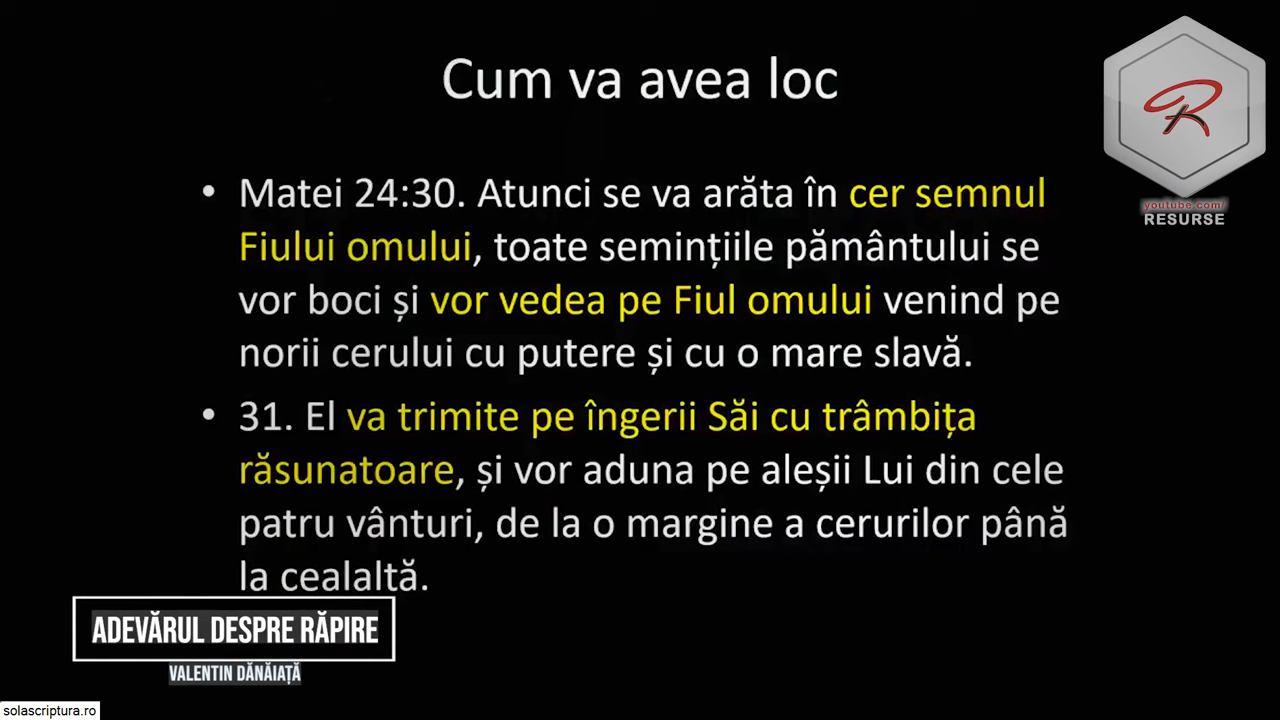 Cum va avea loc
youtube.com/
RESURSE
• Matei 24:30. Atunci se va arăta în cer semnul
Fiului omului, toate semințiile pământului se
vor boci și vor vedea pe Fiul omului venind pe
norii cerului cu putere și cu o mare slavă.
• 31. El va trimite pe îngerii Săi cu trâmbița
răsunatoare, și vor aduna pe aleșii Lui din cele
patru vânturi, de la o margine a cerurilor până
la cealaltă.
ADEVĂRUL DESPRE RĂPIRE
VALENTIN DĂNĂIAȚĂ
solascriptura.ro